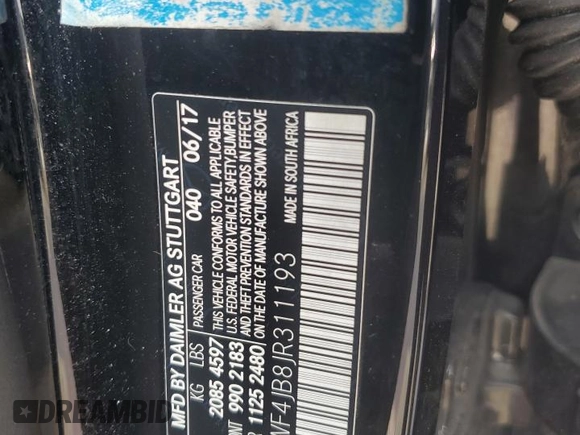 MFD BY DAIMLER AG STUTTGART
040 06/17
KG LBS PASSENGER CAR
2085 4597 THIS VEHICLE CONFORMS TO ALL APPLICABLE
990 2183 U.S. FEDERAL MOTOR VEHICLE SAFETY,BUMPER
1125 2480 AND THEFT PREVENTION STANDARDS IN EFFECT
ON THE DATE OF MANUFACTURE SHOWN ABOVE
F4JB8JR311193 MADE IN SOUTH AFRICA
DREAMBID